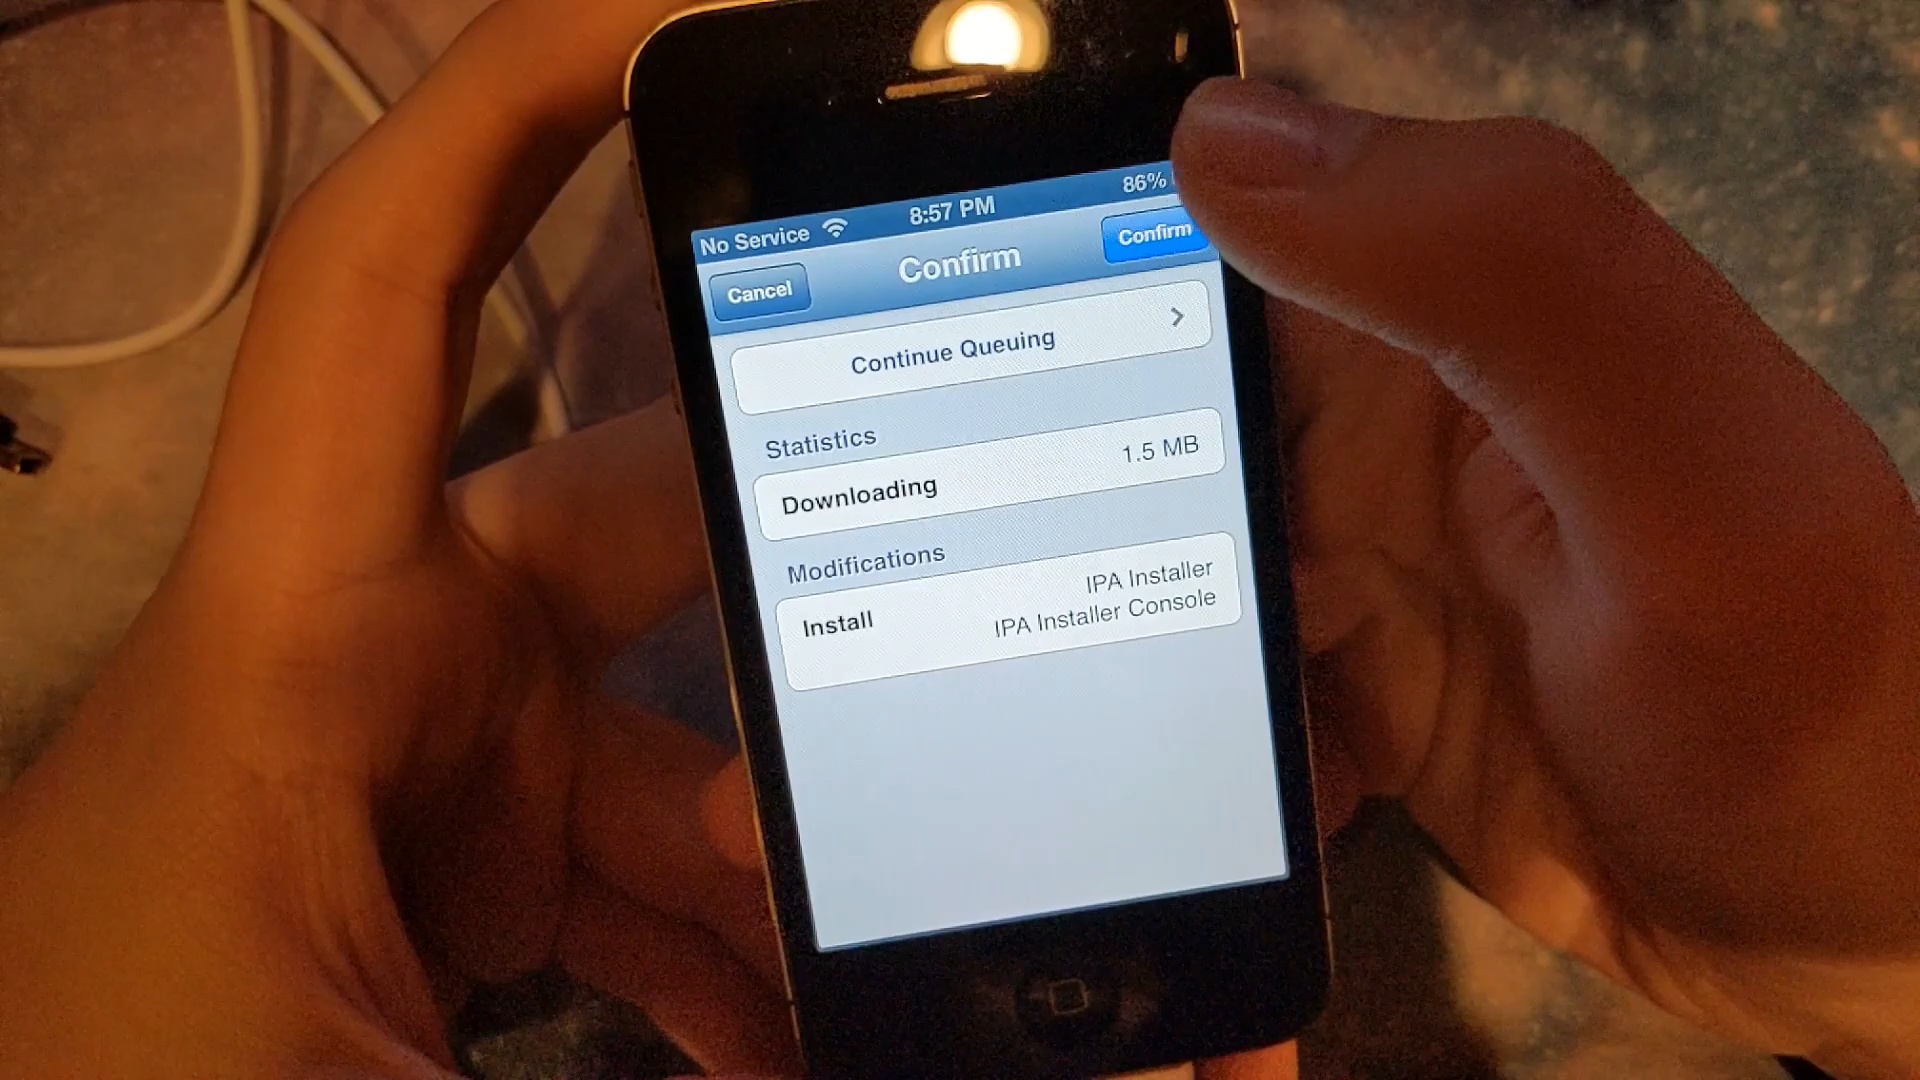 No Service 8:57 PM 86%
Cancel Confirm Confirm
Continue Queuing
Statistics
Downloading 1.5 MB
Modifications
Install IPA Installer
IPA Installer Console